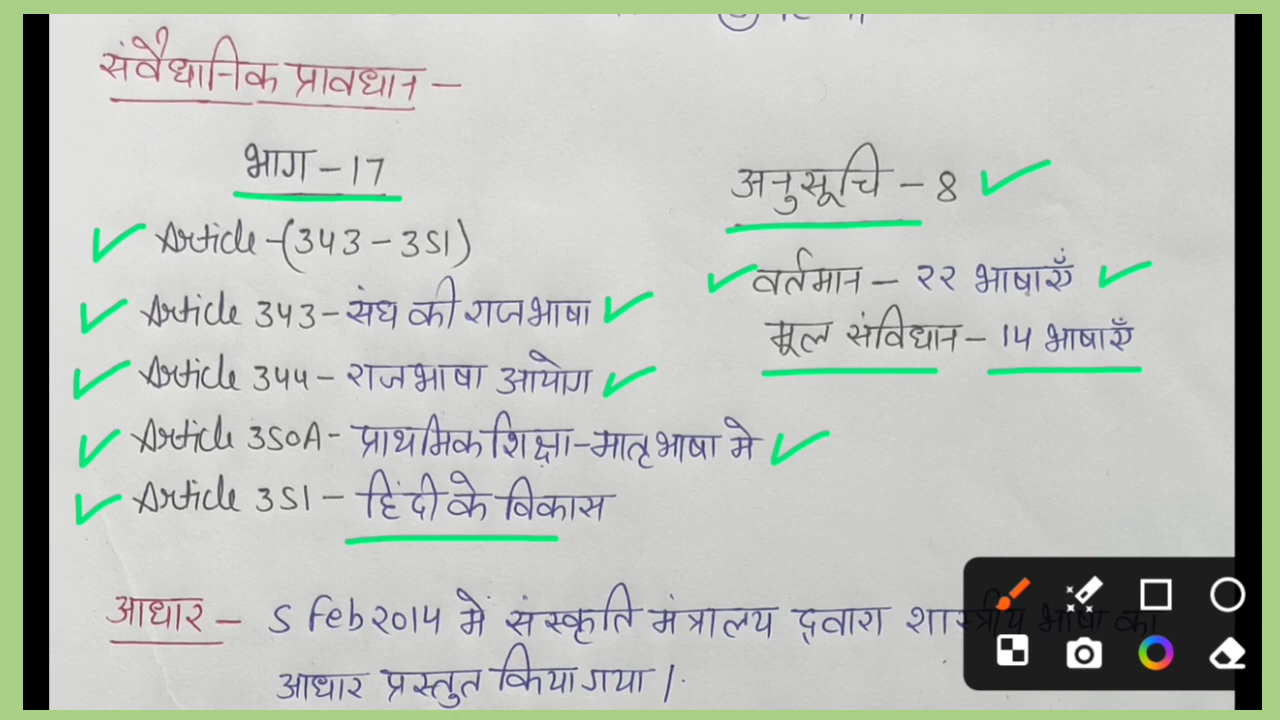 संवैधानिक प्रावधान –
भाग – 17
Article – (343 – 351)
Article 343 – संघ की राजभाषा
Article 344 – राजभाषा आयोग
Article 350A – प्राथमिक शिक्षा – मातृभाषा मे
Article 351 – हिंदी के विकास
अनुसूचि – 8
वर्तमान – 22 भाषाएँ
मूल संविधान – 14 भाषाएँ
आधार – 5 Feb 2014 में संस्कृति मंत्रालय द्वारा शास्त्रीय भाषा का
आधार प्रस्तुत किया गया ।